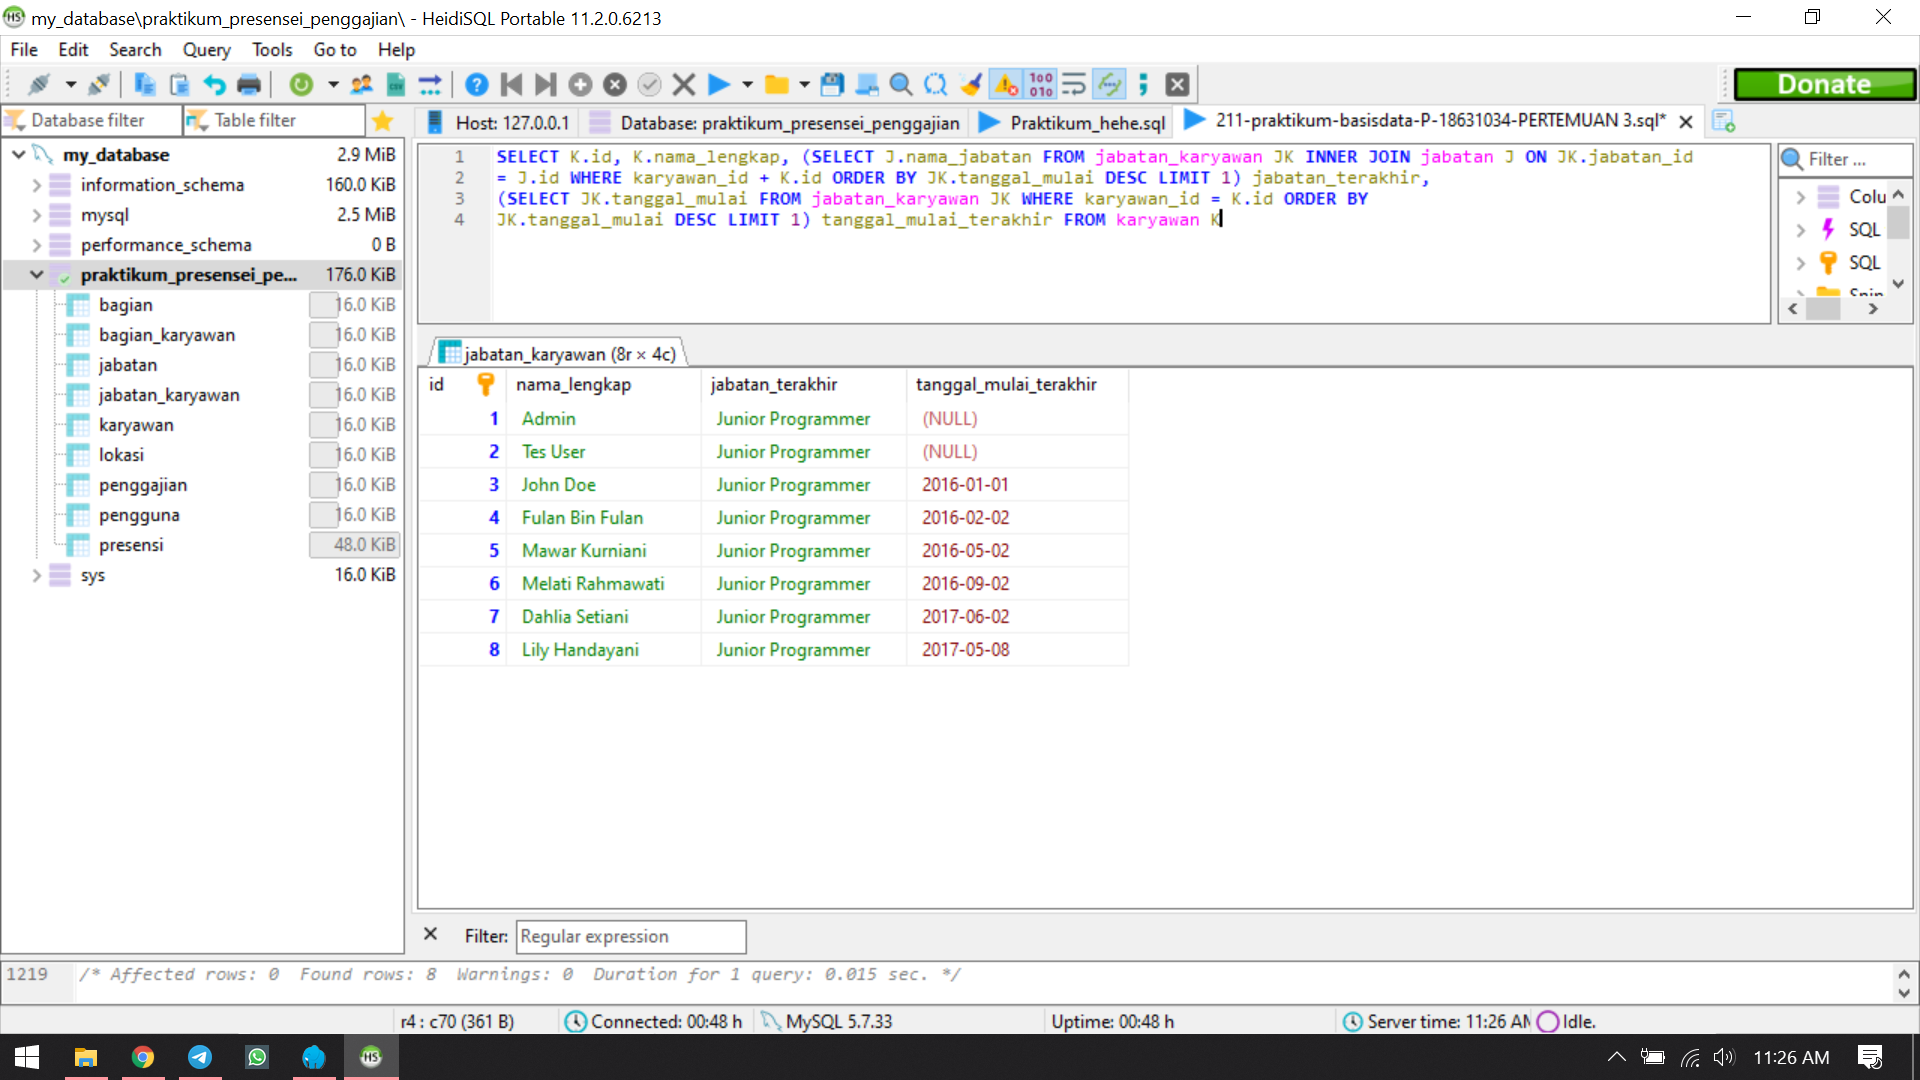 my_database\praktikum_presensei_penggajian\ - HeidiSQL Portable 11.2.0.6213
File Edit Search Query Tools Go to Help
Donate
Database filter
Table filter
Host: 127.0.0.1
Database: praktikum_presensei_penggajian
Praktikum_hehe.sql
211-praktikum-basisdata-P-18631034-PERTEMUAN 3.sql*
my_database 2.9 MiB
information_schema 160.0 KiB
mysql 2.5 MiB
performance_schema 0 B
praktikum_presensei_pe... 176.0 KiB
bagian 16.0 KiB
bagian_karyawan 16.0 KiB
jabatan 16.0 KiB
jabatan_karyawan 16.0 KiB
karyawan 16.0 KiB
lokasi 16.0 KiB
penggajian 16.0 KiB
pengguna 16.0 KiB
presensi 48.0 KiB
sys 16.0 KiB
1 SELECT K.id, K.nama_lengkap, (SELECT J.nama_jabatan FROM jabatan_karyawan JK INNER JOIN jabatan J ON JK.jabatan_id
2 = J.id WHERE karyawan_id + K.id ORDER BY JK.tanggal_mulai DESC LIMIT 1) jabatan_terakhir,
3 (SELECT JK.tanggal_mulai FROM jabatan_karyawan JK WHERE karyawan_id = K.id ORDER BY
4 JK.tanggal_mulai DESC LIMIT 1) tanggal_mulai_terakhir FROM karyawan K
Filter ...
Colu
SQL
SQL
jabatan_karyawan (8r × 4c)
id nama_lengkap jabatan_terakhir tanggal_mulai_terakhir
1 Admin Junior Programmer (NULL)
2 Tes User Junior Programmer (NULL)
3 John Doe Junior Programmer 2016-01-01
4 Fulan Bin Fulan Junior Programmer 2016-02-02
5 Mawar Kurniani Junior Programmer 2016-05-02
6 Melati Rahmawati Junior Programmer 2016-09-02
7 Dahlia Setiani Junior Programmer 2017-06-02
8 Lily Handayani Junior Programmer 2017-05-08
Filter: Regular expression
1219 /* Affected rows: 0 Found rows: 8 Warnings: 0 Duration for 1 query: 0.015 sec. */
r4 : c70 (361 B) Connected: 00:48 h MySQL 5.7.33 Uptime: 00:48 h Server time: 11:26 AM Idle.
HS 11:26 AM